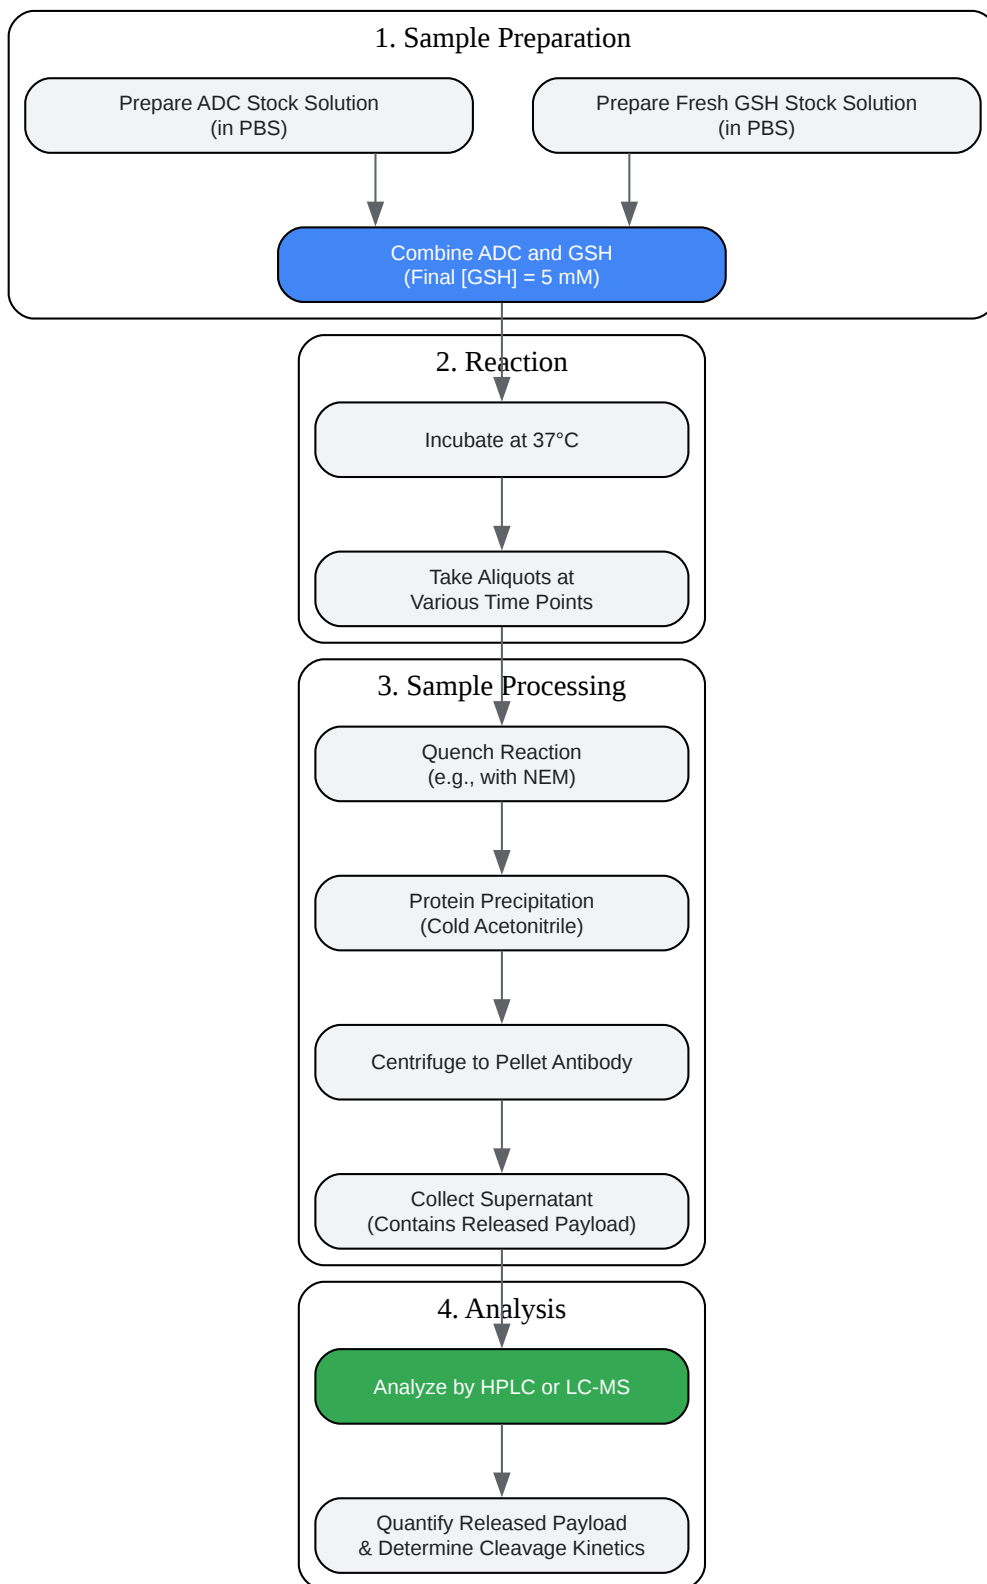 1. Sample Preparation
Prepare ADC Stock Solution
(in PBS)
Prepare Fresh GSH Stock Solution
(in PBS)
Combine ADC and GSH
(Final [GSH] = 5 mM)
2. Reaction
Incubate at 37°C
Take Aliquots at
Various Time Points
3. Sample Processing
Quench Reaction
(e.g., with NEM)
Protein Precipitation
(Cold Acetonitrile)
Centrifuge to Pellet Antibody
Collect Supernatant
(Contains Released Payload)
4. Analysis
Analyze by HPLC or LC-MS
Quantify Released Payload
& Determine Cleavage Kinetics